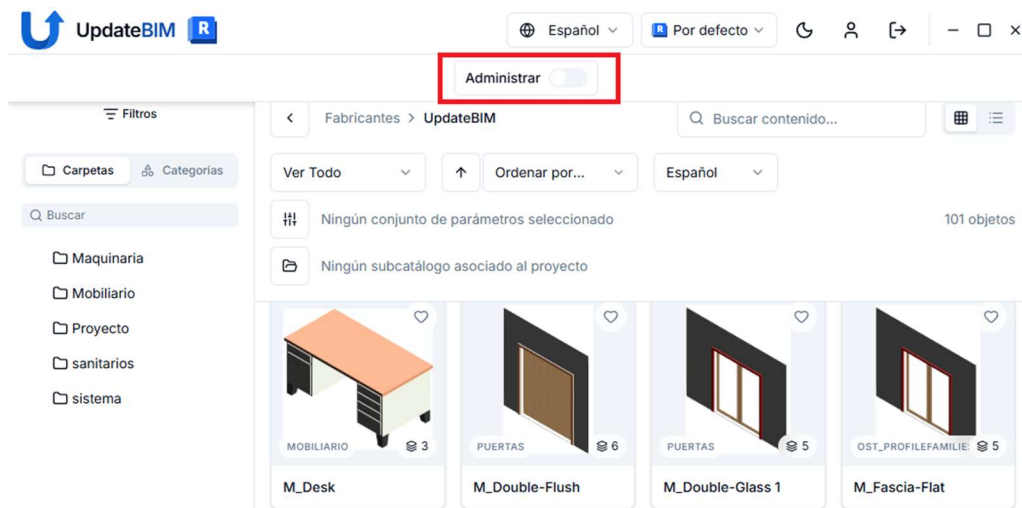 UpdateBIM R
Español
R Por defecto
Administrar
Filtros
Fabricantes > UpdateBIM
Buscar contenido...
Carpetas
Categorías
Ver Todo
Ordenar por...
Español
Buscar
Ningún conjunto de parámetros seleccionado
101 objetos
Maquinaria
Ningún subcatálogo asociado al proyecto
Mobiliario
Proyecto
sanitarios
sistema
MOBILIARIO 3
PUERTAS 6
PUERTAS 5
OST_PROFILEFAMILIE 5
M_Desk
M_Double-Flush
M_Double-Glass 1
M_Fascia-Flat